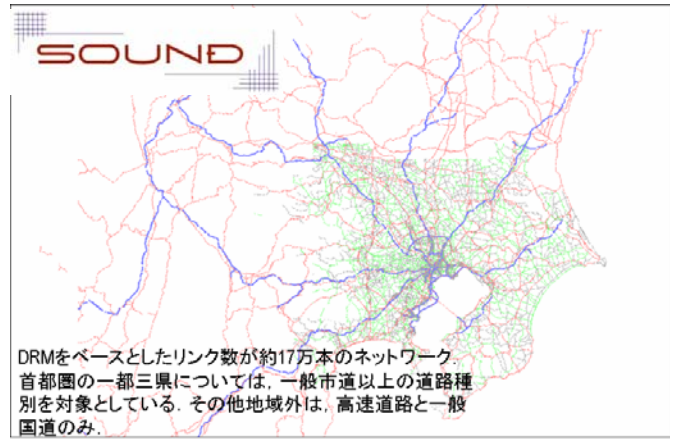 SOUND
DRMをベースとしたリンク数が約17万本のネットワーク.
首都圏の一都三県については, 一般市道以上の道路種
別を対象としている. その他地域外は, 高速道路と一般
国道のみ.